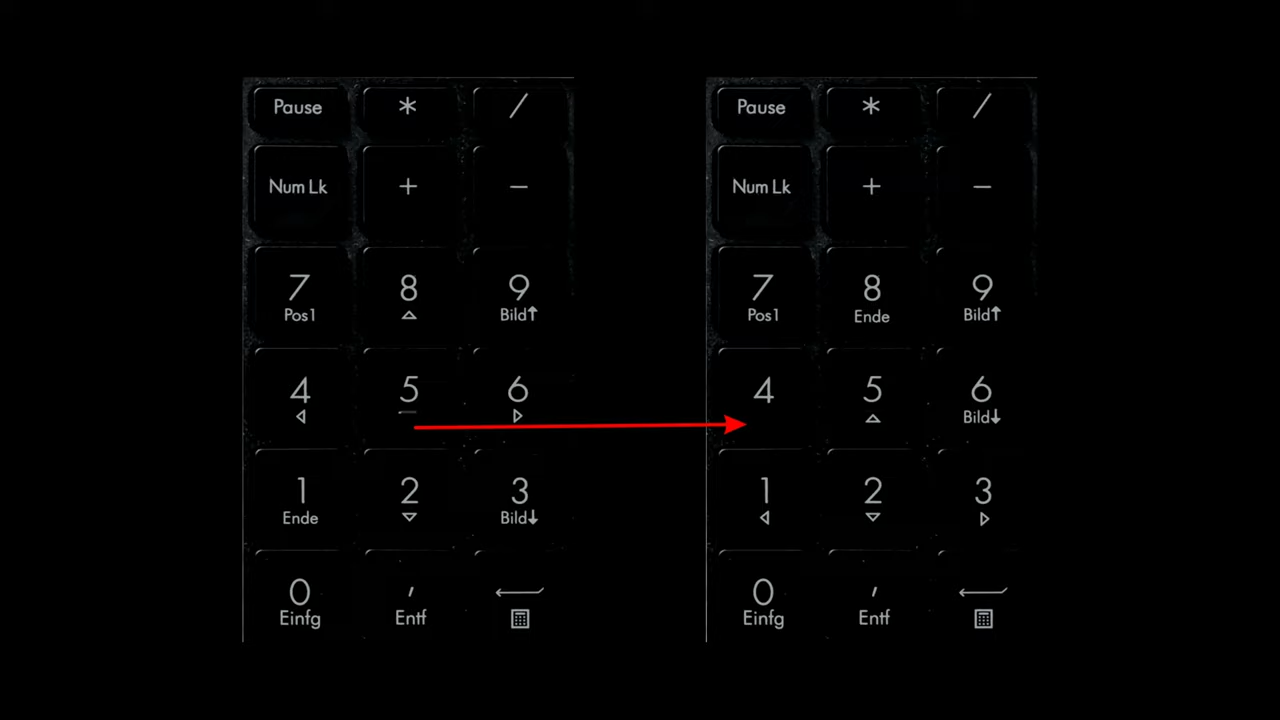 Pause * /
Num Lk + −
7 8 9
Pos1 Bild↑
4 5 6
1 2 3
Ende Bild↓
0 ,
Einfg Entf
Pause * /
Num Lk + −
7 8 9
Pos1 Ende Bild↑
4 5 6
Bild↓
1 2 3
0 ,
Einfg Entf